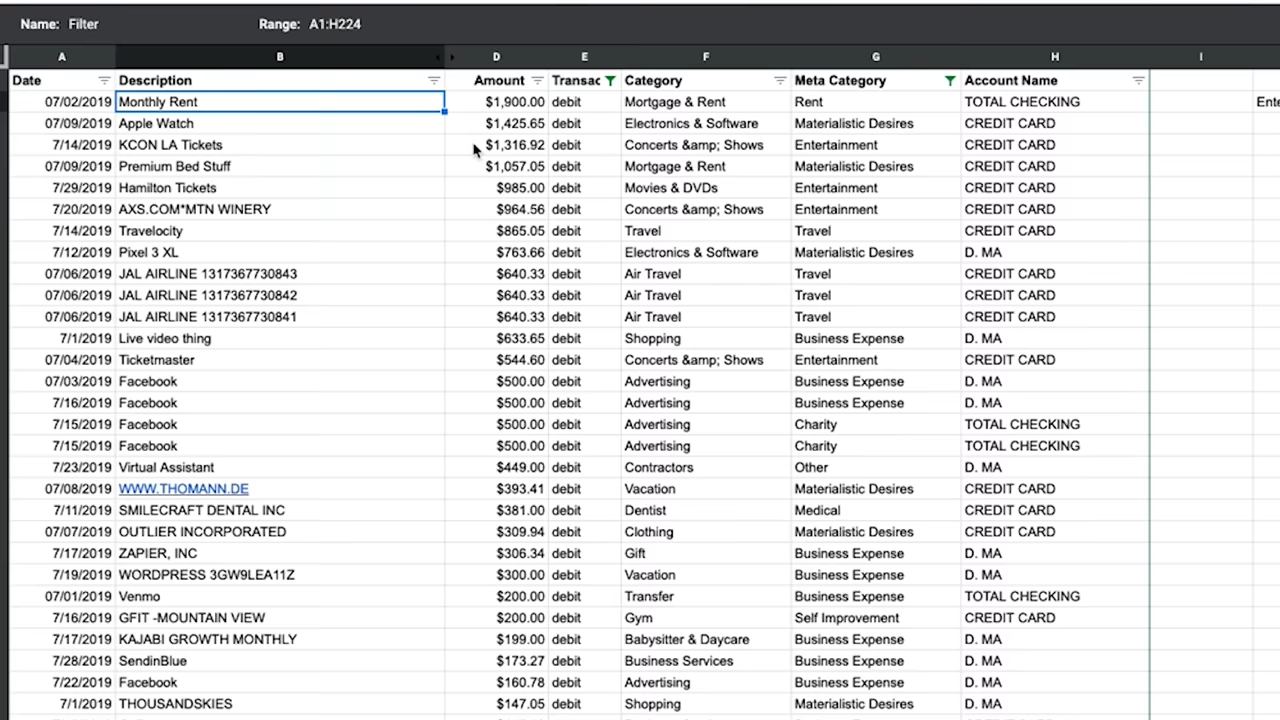 Name: Filter Range: A1:H224
A B D E F G H I
Date Description Amount Transac Category Meta Category Account Name
07/02/2019 Monthly Rent $1,900.00 debit Mortgage & Rent Rent TOTAL CHECKING Ente
07/09/2019 Apple Watch $1,425.65 debit Electronics & Software Materialistic Desires CREDIT CARD
7/14/2019 KCON LA Tickets $1,316.92 debit Concerts &amp; Shows Entertainment CREDIT CARD
07/09/2019 Premium Bed Stuff $1,057.05 debit Mortgage & Rent Materialistic Desires CREDIT CARD
7/29/2019 Hamilton Tickets $985.00 debit Movies & DVDs Entertainment CREDIT CARD
7/20/2019 AXS.COM*MTN WINERY $964.56 debit Concerts &amp; Shows Entertainment CREDIT CARD
7/14/2019 Travelocity $865.05 debit Travel Travel CREDIT CARD
7/12/2019 Pixel 3 XL $763.66 debit Electronics & Software Materialistic Desires D. MA
07/06/2019 JAL AIRLINE 1317367730843 $640.33 debit Air Travel Travel CREDIT CARD
07/06/2019 JAL AIRLINE 1317367730842 $640.33 debit Air Travel Travel CREDIT CARD
07/06/2019 JAL AIRLINE 1317367730841 $640.33 debit Air Travel Travel CREDIT CARD
7/1/2019 Live video thing $633.65 debit Shopping Business Expense D. MA
07/04/2019 Ticketmaster $544.60 debit Concerts &amp; Shows Entertainment CREDIT CARD
07/03/2019 Facebook $500.00 debit Advertising Business Expense D. MA
7/16/2019 Facebook $500.00 debit Advertising Business Expense D. MA
7/15/2019 Facebook $500.00 debit Advertising Charity TOTAL CHECKING
7/15/2019 Facebook $500.00 debit Advertising Charity TOTAL CHECKING
7/23/2019 Virtual Assistant $449.00 debit Contractors Other D. MA
07/08/2019 WWW.THOMANN.DE $393.41 debit Vacation Materialistic Desires CREDIT CARD
7/11/2019 SMILECRAFT DENTAL INC $381.00 debit Dentist Medical CREDIT CARD
07/07/2019 OUTLIER INCORPORATED $309.94 debit Clothing Materialistic Desires CREDIT CARD
7/17/2019 ZAPIER, INC $306.34 debit Gift Business Expense D. MA
7/19/2019 WORDPRESS 3GW9LEA11Z $300.00 debit Vacation Business Expense D. MA
07/01/2019 Venmo $200.00 debit Transfer Business Expense TOTAL CHECKING
7/16/2019 GFIT -MOUNTAIN VIEW $200.00 debit Gym Self Improvement CREDIT CARD
7/17/2019 KAJABI GROWTH MONTHLY $199.00 debit Babysitter & Daycare Business Expense D. MA
7/28/2019 SendinBlue $173.27 debit Business Services Business Expense D. MA
7/22/2019 Facebook $160.78 debit Advertising Business Expense D. MA
7/1/2019 THOUSANDSKIES $147.05 debit Shopping Business Expense D. MA